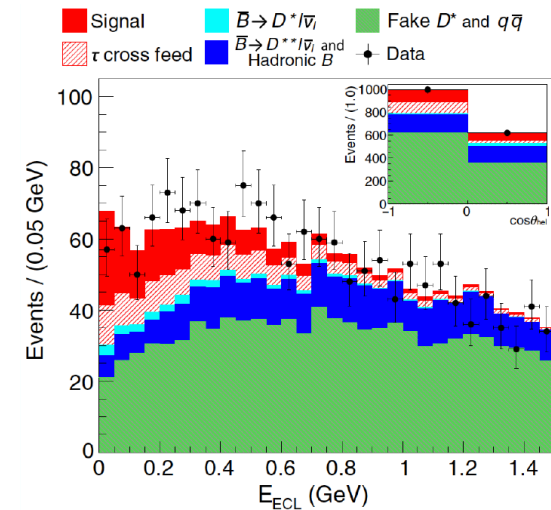 Signal
B̄→ D*lν̄ₗ
Fake D* and qq̄
τ cross feed
B̄→ D**lν̄ₗ and
Hadronic B
Data
Events / (0.05 GeV)
100
80
60
40
20
0
0
0.2
0.4
0.6
0.8
1
1.2
1.4
E_ECL (GeV)
Events / (1.0)
1000
800
600
400
200
0
-1
0
1
cosθ_hel